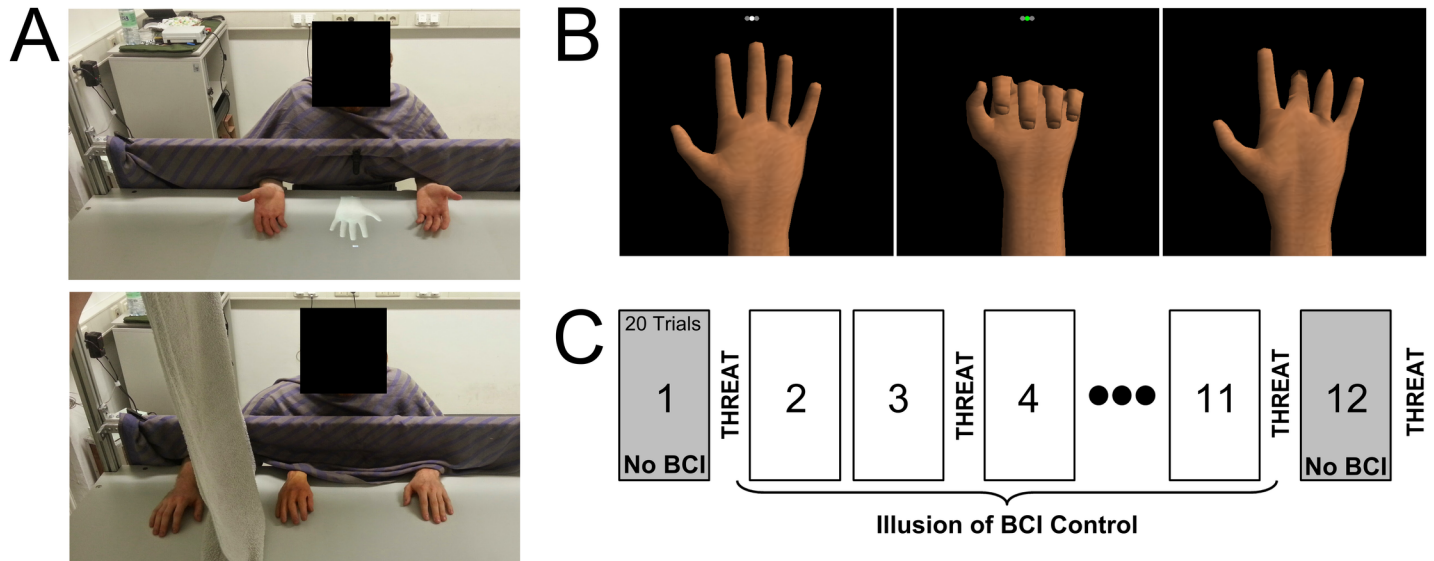 A
B
C
20 Trials
1
No BCI
THREAT
2
3
THREAT
4
11
THREAT
12
No BCI
THREAT
Illusion of BCI Control